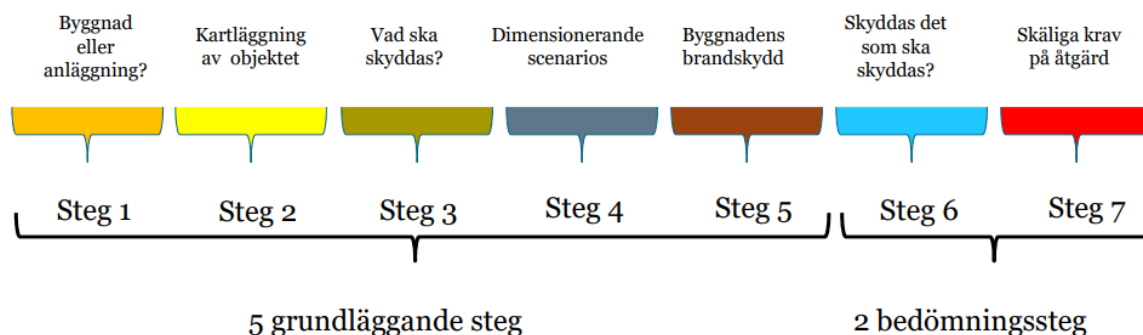 Byggnad
eller
anläggning?
Kartläggning
av objektet
Vad ska
skyddas?
Dimensionerande
scenarios
Byggnadens
brandskydd
Skyddas det
som ska
skyddas?
Skäliga krav
på åtgärd
Steg 1
Steg 2
Steg 3
Steg 4
Steg 5
Steg 6
Steg 7
5 grundläggande steg
2 bedömningssteg